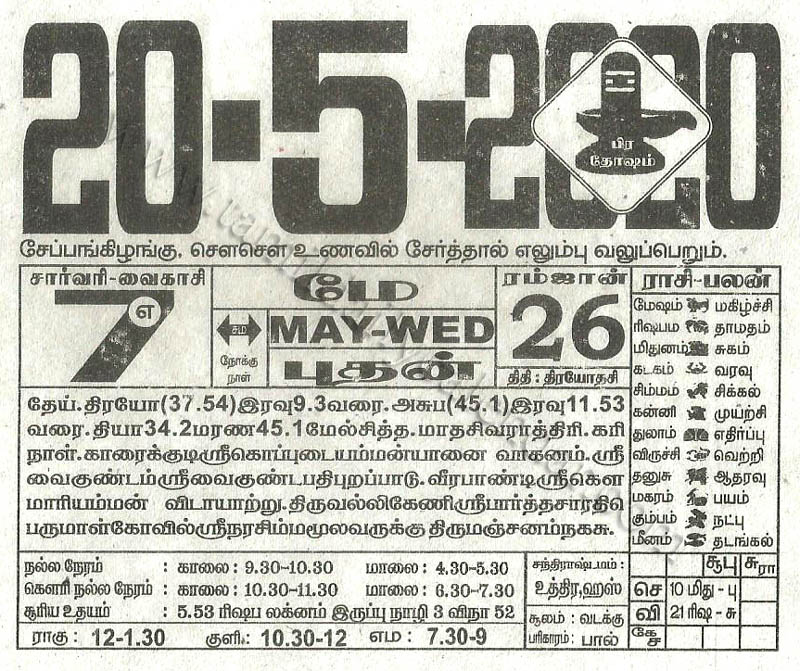 20-5-2020
பிர
தோஷம்
சேப்பங்கிழங்கு, சௌசௌ உணவில் சேர்த்தால் எலும்பு வலுப்பெறும்.
சார்வரி-வைகாசி
7
எ
சம
நோக்கு
நாள்
மே
MAY-WED
புதன்
ரம்ஜான்
26
திதி : திரயோதசி
ராசி-பலன்
மேஷம் மகிழ்ச்சி
ரிஷபம தாமதம்
மிதுனம் சுகம்
கடகம் வரவு
சிம்மம் சிக்கல்
கன்னி முயற்சி
துலாம் எதிர்ப்பு
விருச்சி வெற்றி
தனுசு ஆதரவு
மகரம் பயம்
கும்பம் நட்பு
மீனம் தடங்கல்
தேய்.திரயோ(37.54)இரவு9.3வரை.அசுப(45.1)இரவு11.53
வரை.தியா34.2மரண45.1மேல்சித்த.மாதசிவராத்திரி.கரி
நாள்.காரைக்குடிஸ்ரீகொப்புடையம்மன்யானை வாகனம்.ஸ்ரீ
வைகுண்டம்ஸ்ரீவைகுண்டபதிபுறப்பாடு.வீரபாண்டிஸ்ரீகௌ
மாரியம்மன் விடாயாற்று.திருவல்லிகேணிஸ்ரீபார்த்தசாரதிபெ
பருமாள்கோவில்ஸ்ரீநரசிம்மமூலவருக்கு திருமஞ்சனம்நகசு.
நல்ல நேரம் : காலை : 9.30-10.30 மாலை : 4.30-5.30
கௌரி நல்ல நேரம் : காலை : 10.30-11.30 மாலை : 6.30-7.30
சூரிய உதயம் : 5.53 ரிஷப லக்னம் இருப்பு நாழி 3 விநா 52
ராகு : 12-1.30 குளி : 10.30-12 எம : 7.30-9
சந்திராஷ்டமம் :
உத்திர,ஹஸ்
சூலம் : வடக்கு
பரிகாரம் : பால்
சூபு சுரா
செ 10 மிது - பு
வி 21 ரிஷ - சு
கே